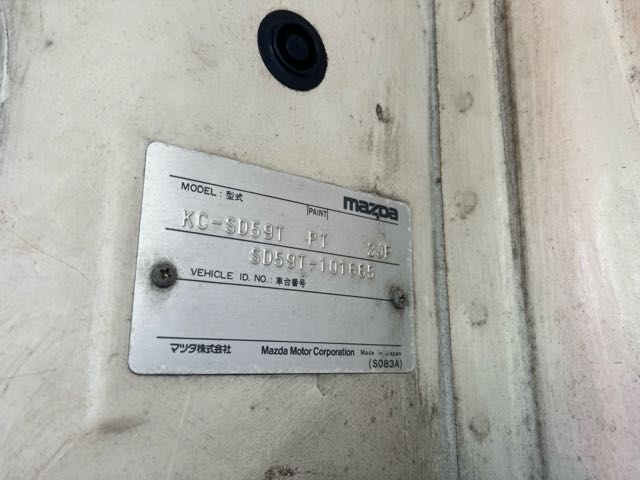 MODEL : 型式 PAINT mazda
KC-SD59T PT 2JF
SD59T-101665
VEHICLE ID. NO. : 車台番号
マツダ株式会社 Mazda Motor Corporation Made in Japan
(S083A)